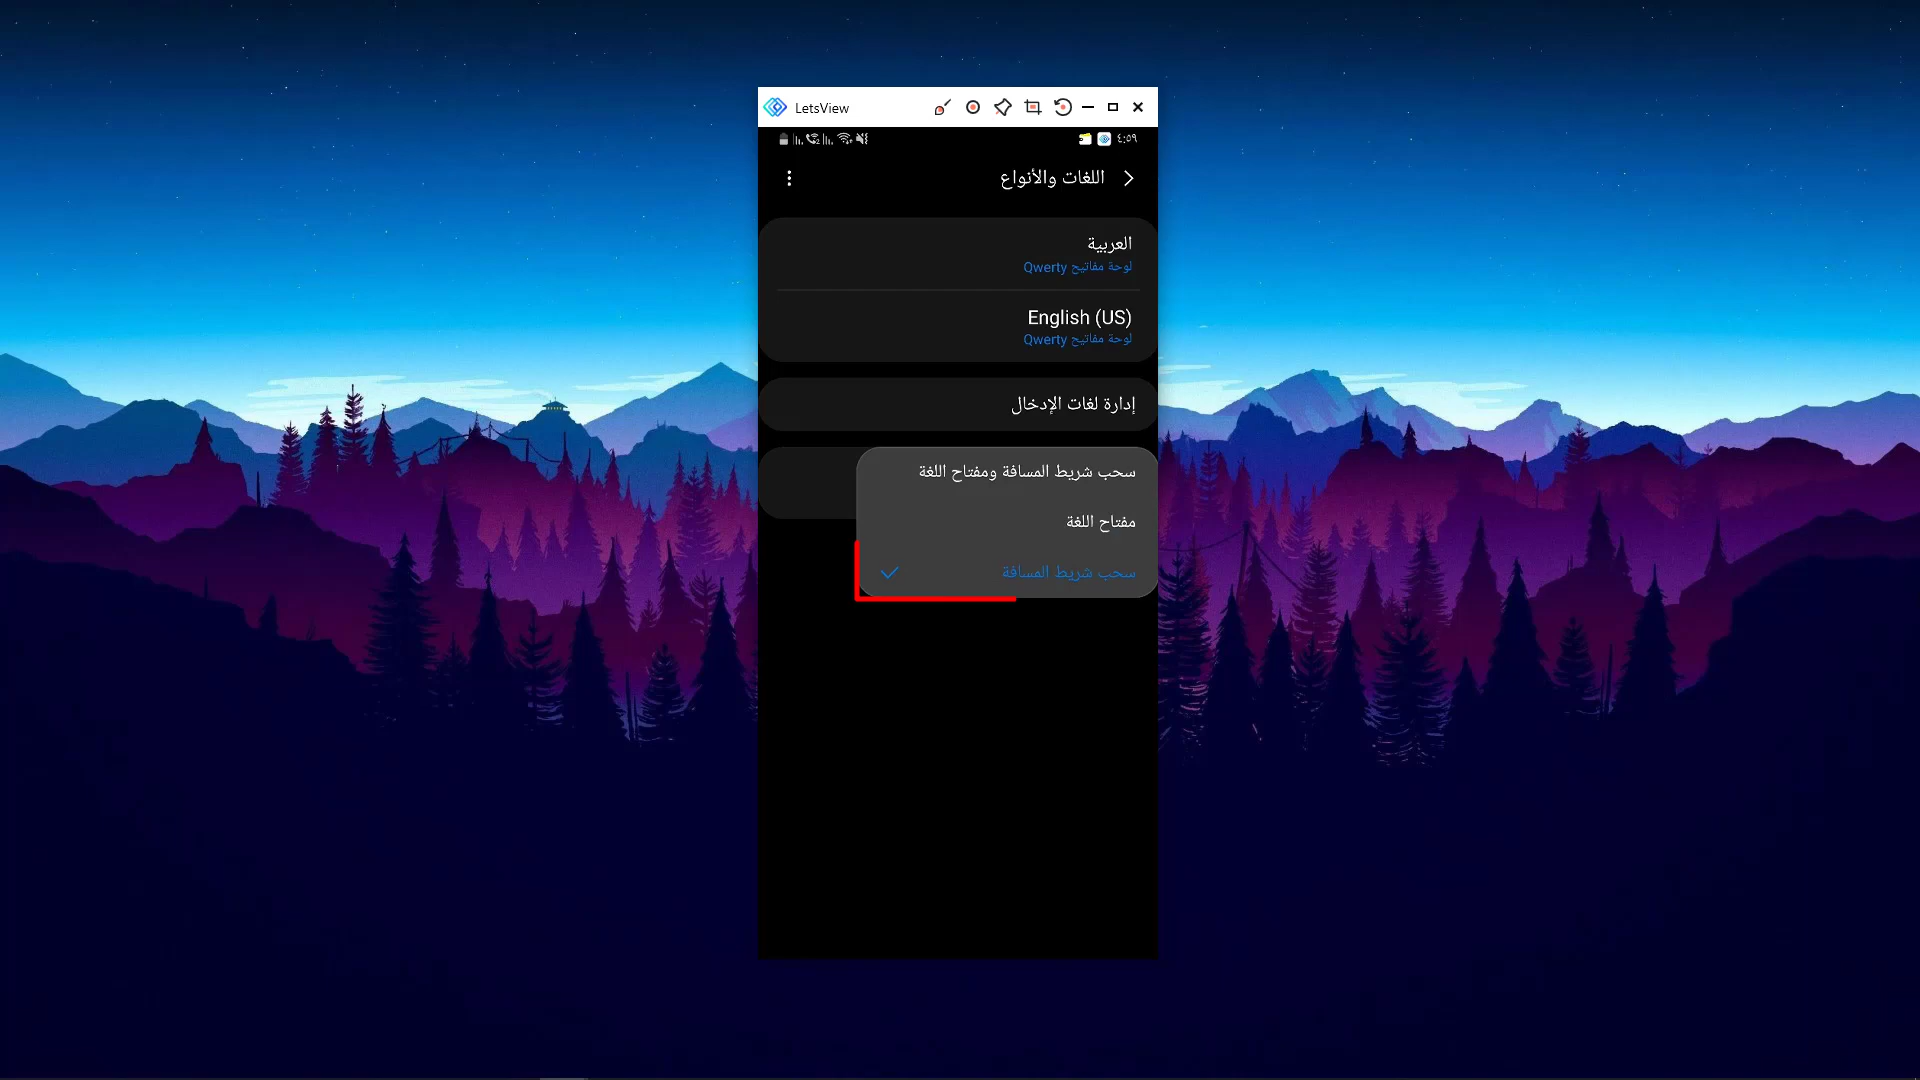 LetsView
٤:٥٩
اللغات والأنواع
العربية
لوحة مفاتيح Qwerty
English (US)
لوحة مفاتيح Qwerty
إدارة لغات الإدخال
سحب شريط المسافة ومفتاح اللغة
مفتاح اللغة
سحب شريط المسافة